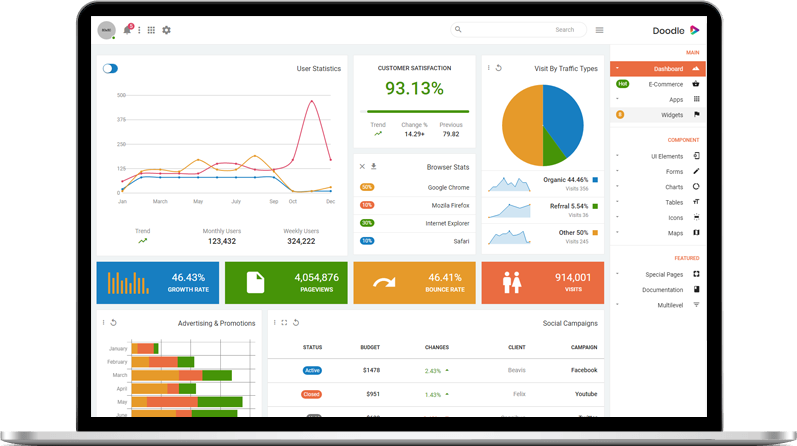 5
Search
Doodle
MAIN
Dashboard
Hot
E-Commerce
Apps
8
Widgets
COMPONENT
UI Elements
Forms
Charts
Tables
Icons
Maps
FEATURED
Special Pages
Documentation
Multilevel
User Statistics
500
375
250
125
0
Jan
March
May
Sep
Oct
Dec
Trend
Monthly Users
Weekly Users
123,432
324,222
CUSTOMER SATISFACTION
93.13%
Trend
Change %
Previous
14.29+
79.82
Browser Stats
50%
Google Chrome
10%
Mozila Firefox
30%
Internet Explorer
10%
Safari
Visit By Traffic Types
Organic 44.46%
Visits 356
Refrral 5.54%
Visits 36
Other 50%
Visits 245
46.43%
GROWTH RATE
4,054,876
PAGEVIEWS
46.41%
BOUNCE RATE
914,001
VISITS
Advertising & Promotions
January
February
March
April
May
June
Social Campaigns
STATUS BUDGET CHANGES CLIENT CAMPAIGN
Active $1478 2.43% Beavis Facebook
Closed $951 1.43% Felix Youtube